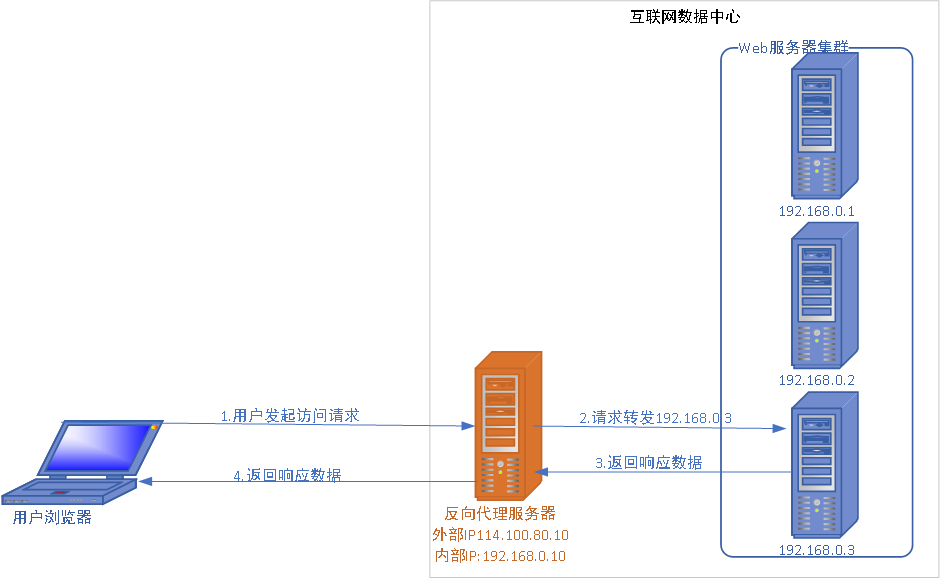 互联网数据中心
Web服务器集群
192.168.0.1
192.168.0.2
1.用户发起访问请求
2.请求转发192.168.0.3
3.返回响应数据
4.返回响应数据
用户浏览器
反向代理服务器
外部IP114.100.80.10
内部IP:192.168.0.10
192.168.0.3